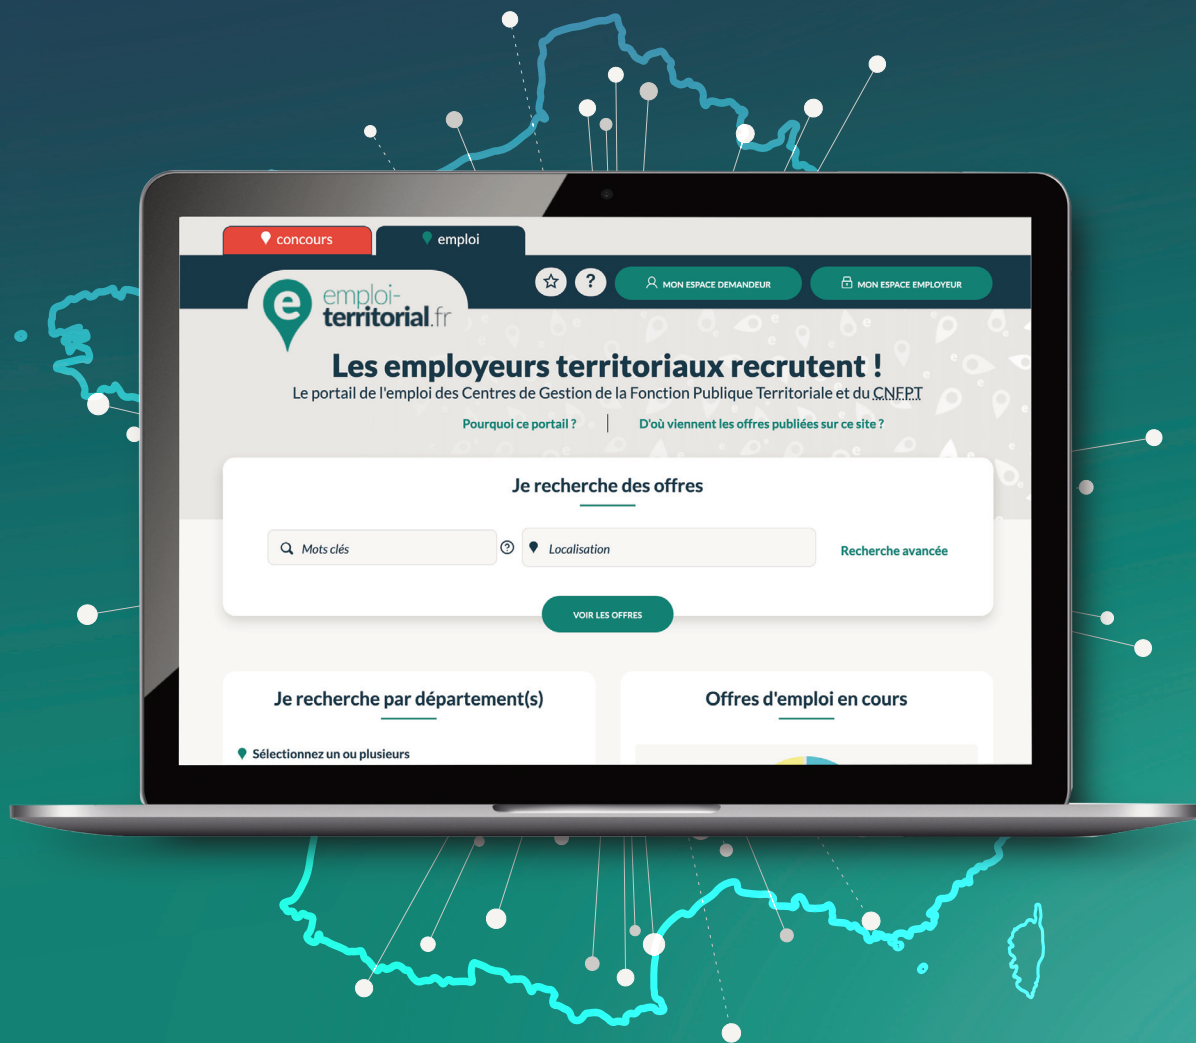 concours
emploi
?
MON ESPACE DEMANDEUR
MON ESPACE EMPLOYEUR
e
emploi-
territorial.fr
Les employeurs territoriaux recrutent !
Le portail de l'emploi des Centres de Gestion de la Fonction Publique Territoriale et du CNFPT
Pourquoi ce portail ?
D'où viennent les offres publiées sur ce site ?
Je recherche des offres
Mots clés
?
Localisation
Recherche avancée
VOIR LES OFFRES
Je recherche par département(s)
Offres d'emploi en cours
Sélectionnez un ou plusieurs